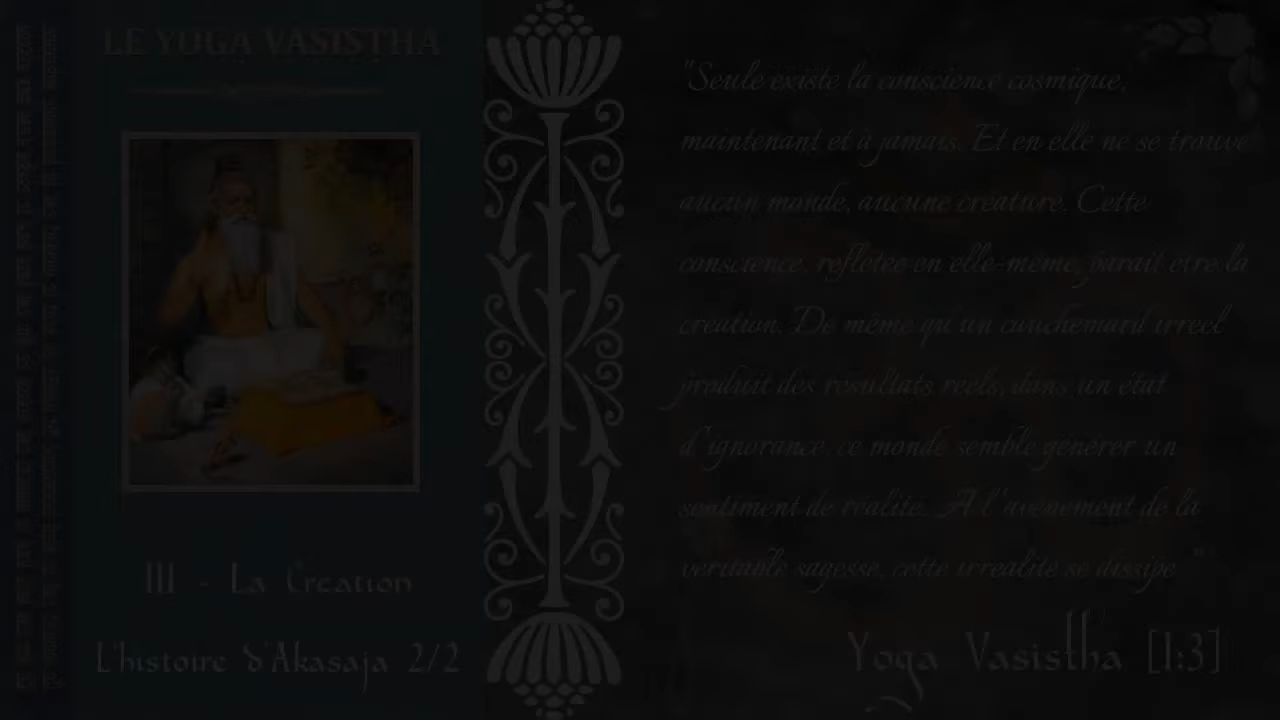 LE YOGA VASISTHA
III - La Creation
L'histoire d'Akasaja 2/2
"Seule existe la conscience cosmique,
maintenant et à jamais. Et en elle ne se trouve
aucun monde, aucune créature. Cette
conscience, reflétée en elle-même, paraît être la
création. De même qu'un cauchemard irréel
produit des résultats réels, dans un état
d'ignorance, ce monde semble générer un
sentiment de réalité. A l'avènement de la
véritable sagesse, cette irréalité se dissipe."
Yoga Vasistha [1:3]